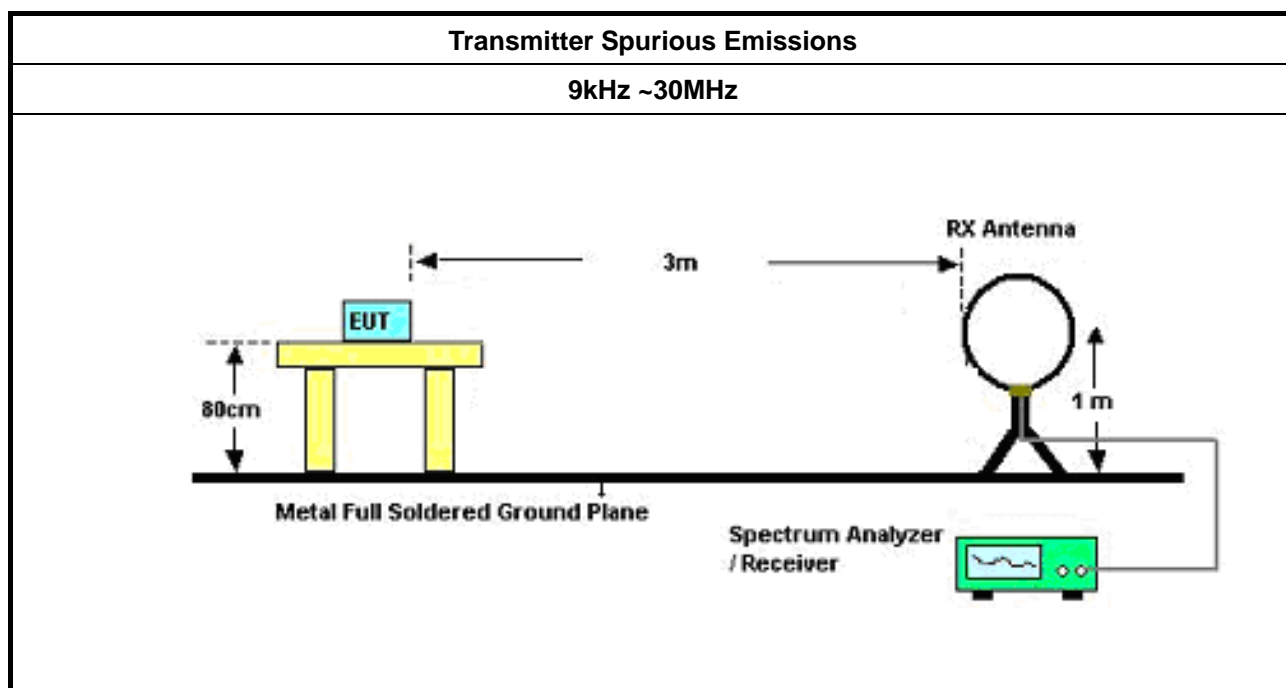 Transmitter Spurious Emissions
9kHz ~30MHz
RX Antenna
3m
EUT
80cm
1 m
Metal Full Soldered Ground Plane
Spectrum Analyzer
/ Receiver